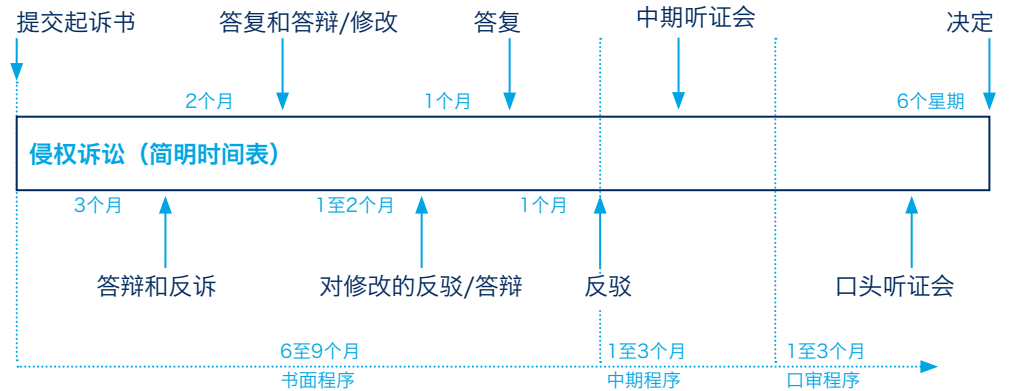 提交起诉书
答复和答辩/修改
答复
中期听证会
决定
2个月
1个月
6个星期
侵权诉讼（简明时间表）
3个月
1至2个月
1个月
答辩和反诉
对修改的反驳/答辩
反驳
口头听证会
6至9个月
1至3个月
1至3个月
书面程序
中期程序
口审程序